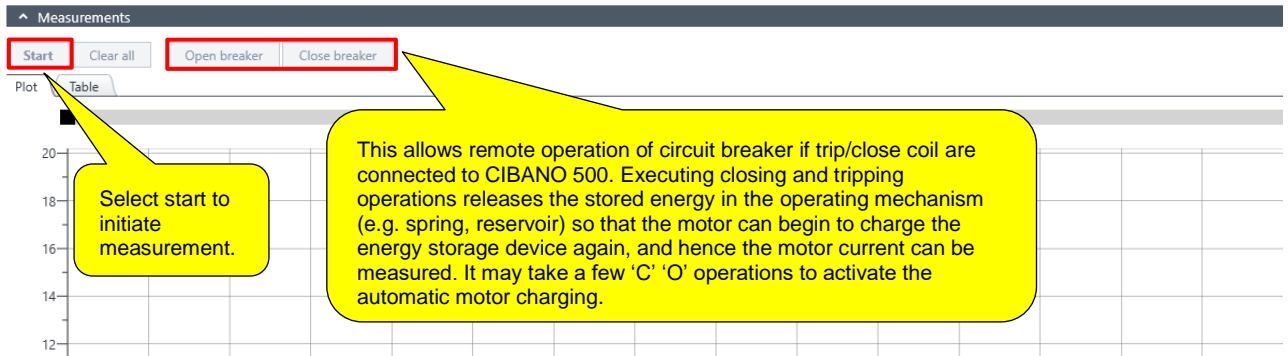 Measurements
Start Clear all Open breaker Close breaker
Plot Table
This allows remote operation of circuit breaker if trip/close coil are
connected to CIBANO 500. Executing closing and tripping
operations releases the stored energy in the operating mechanism
(e.g. spring, reservoir) so that the motor can begin to charge the
energy storage device again, and hence the motor current can be
measured. It may take a few ‘C’ ‘O’ operations to activate the
automatic motor charging.
Select start to
initiate
measurement.
20
18
16
14
12